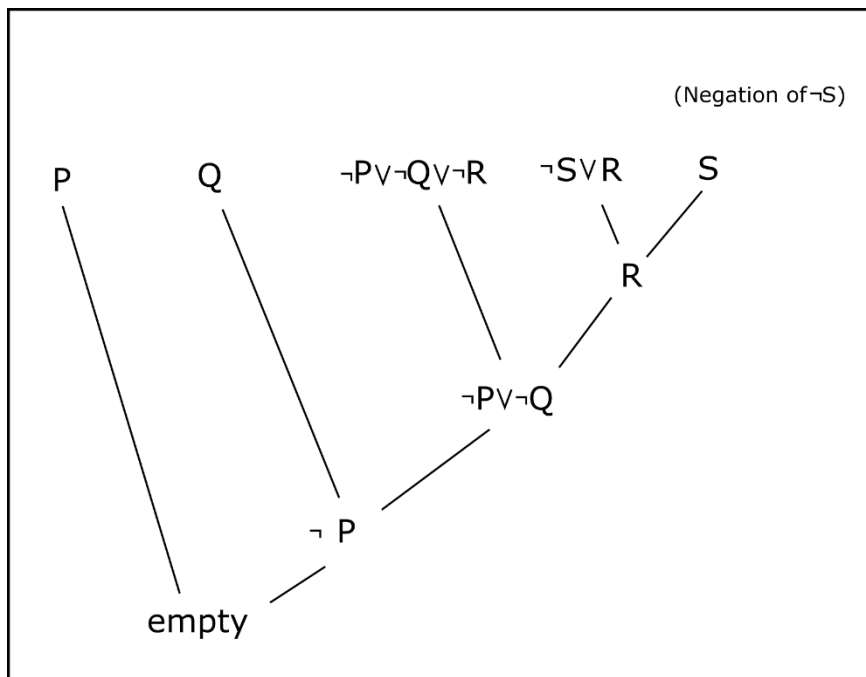 (Negation of¬S)
P Q ¬P∨¬Q∨¬R ¬S∨R S
R
¬P∨¬Q
¬ P
empty